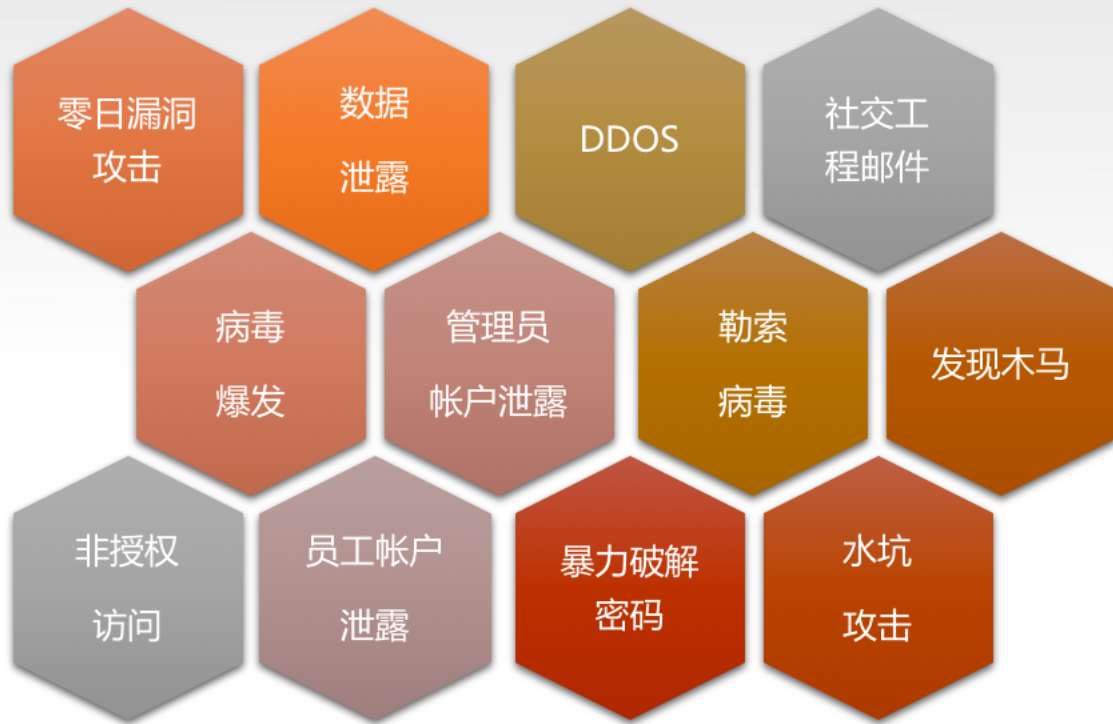 零日漏洞
攻击
数据
泄露
DDOS
社交工
程邮件
病毒
爆发
管理员
帐户泄露
勒索
病毒
发现木马
非授权
访问
员工帐户
泄露
暴力破解
密码
水坑
攻击